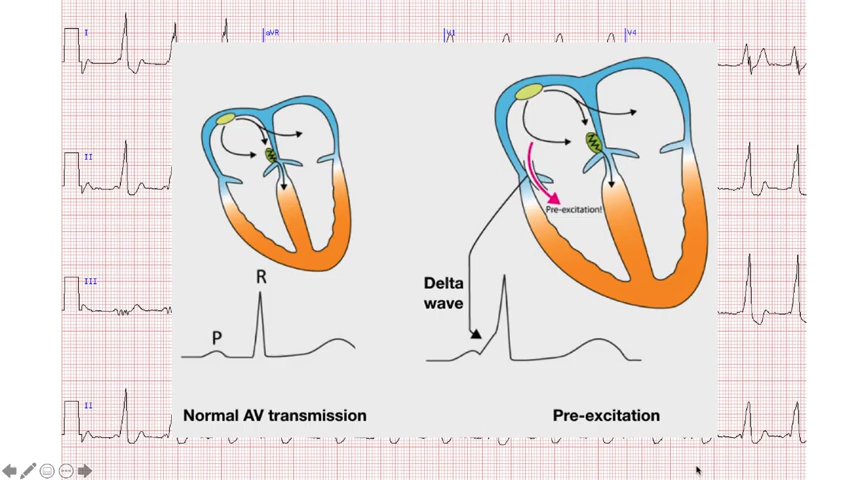 I
aVR
V1
V4
II
Pre-excitation!
III
Delta
wave
R
P
II
Normal AV transmission
Pre-excitation